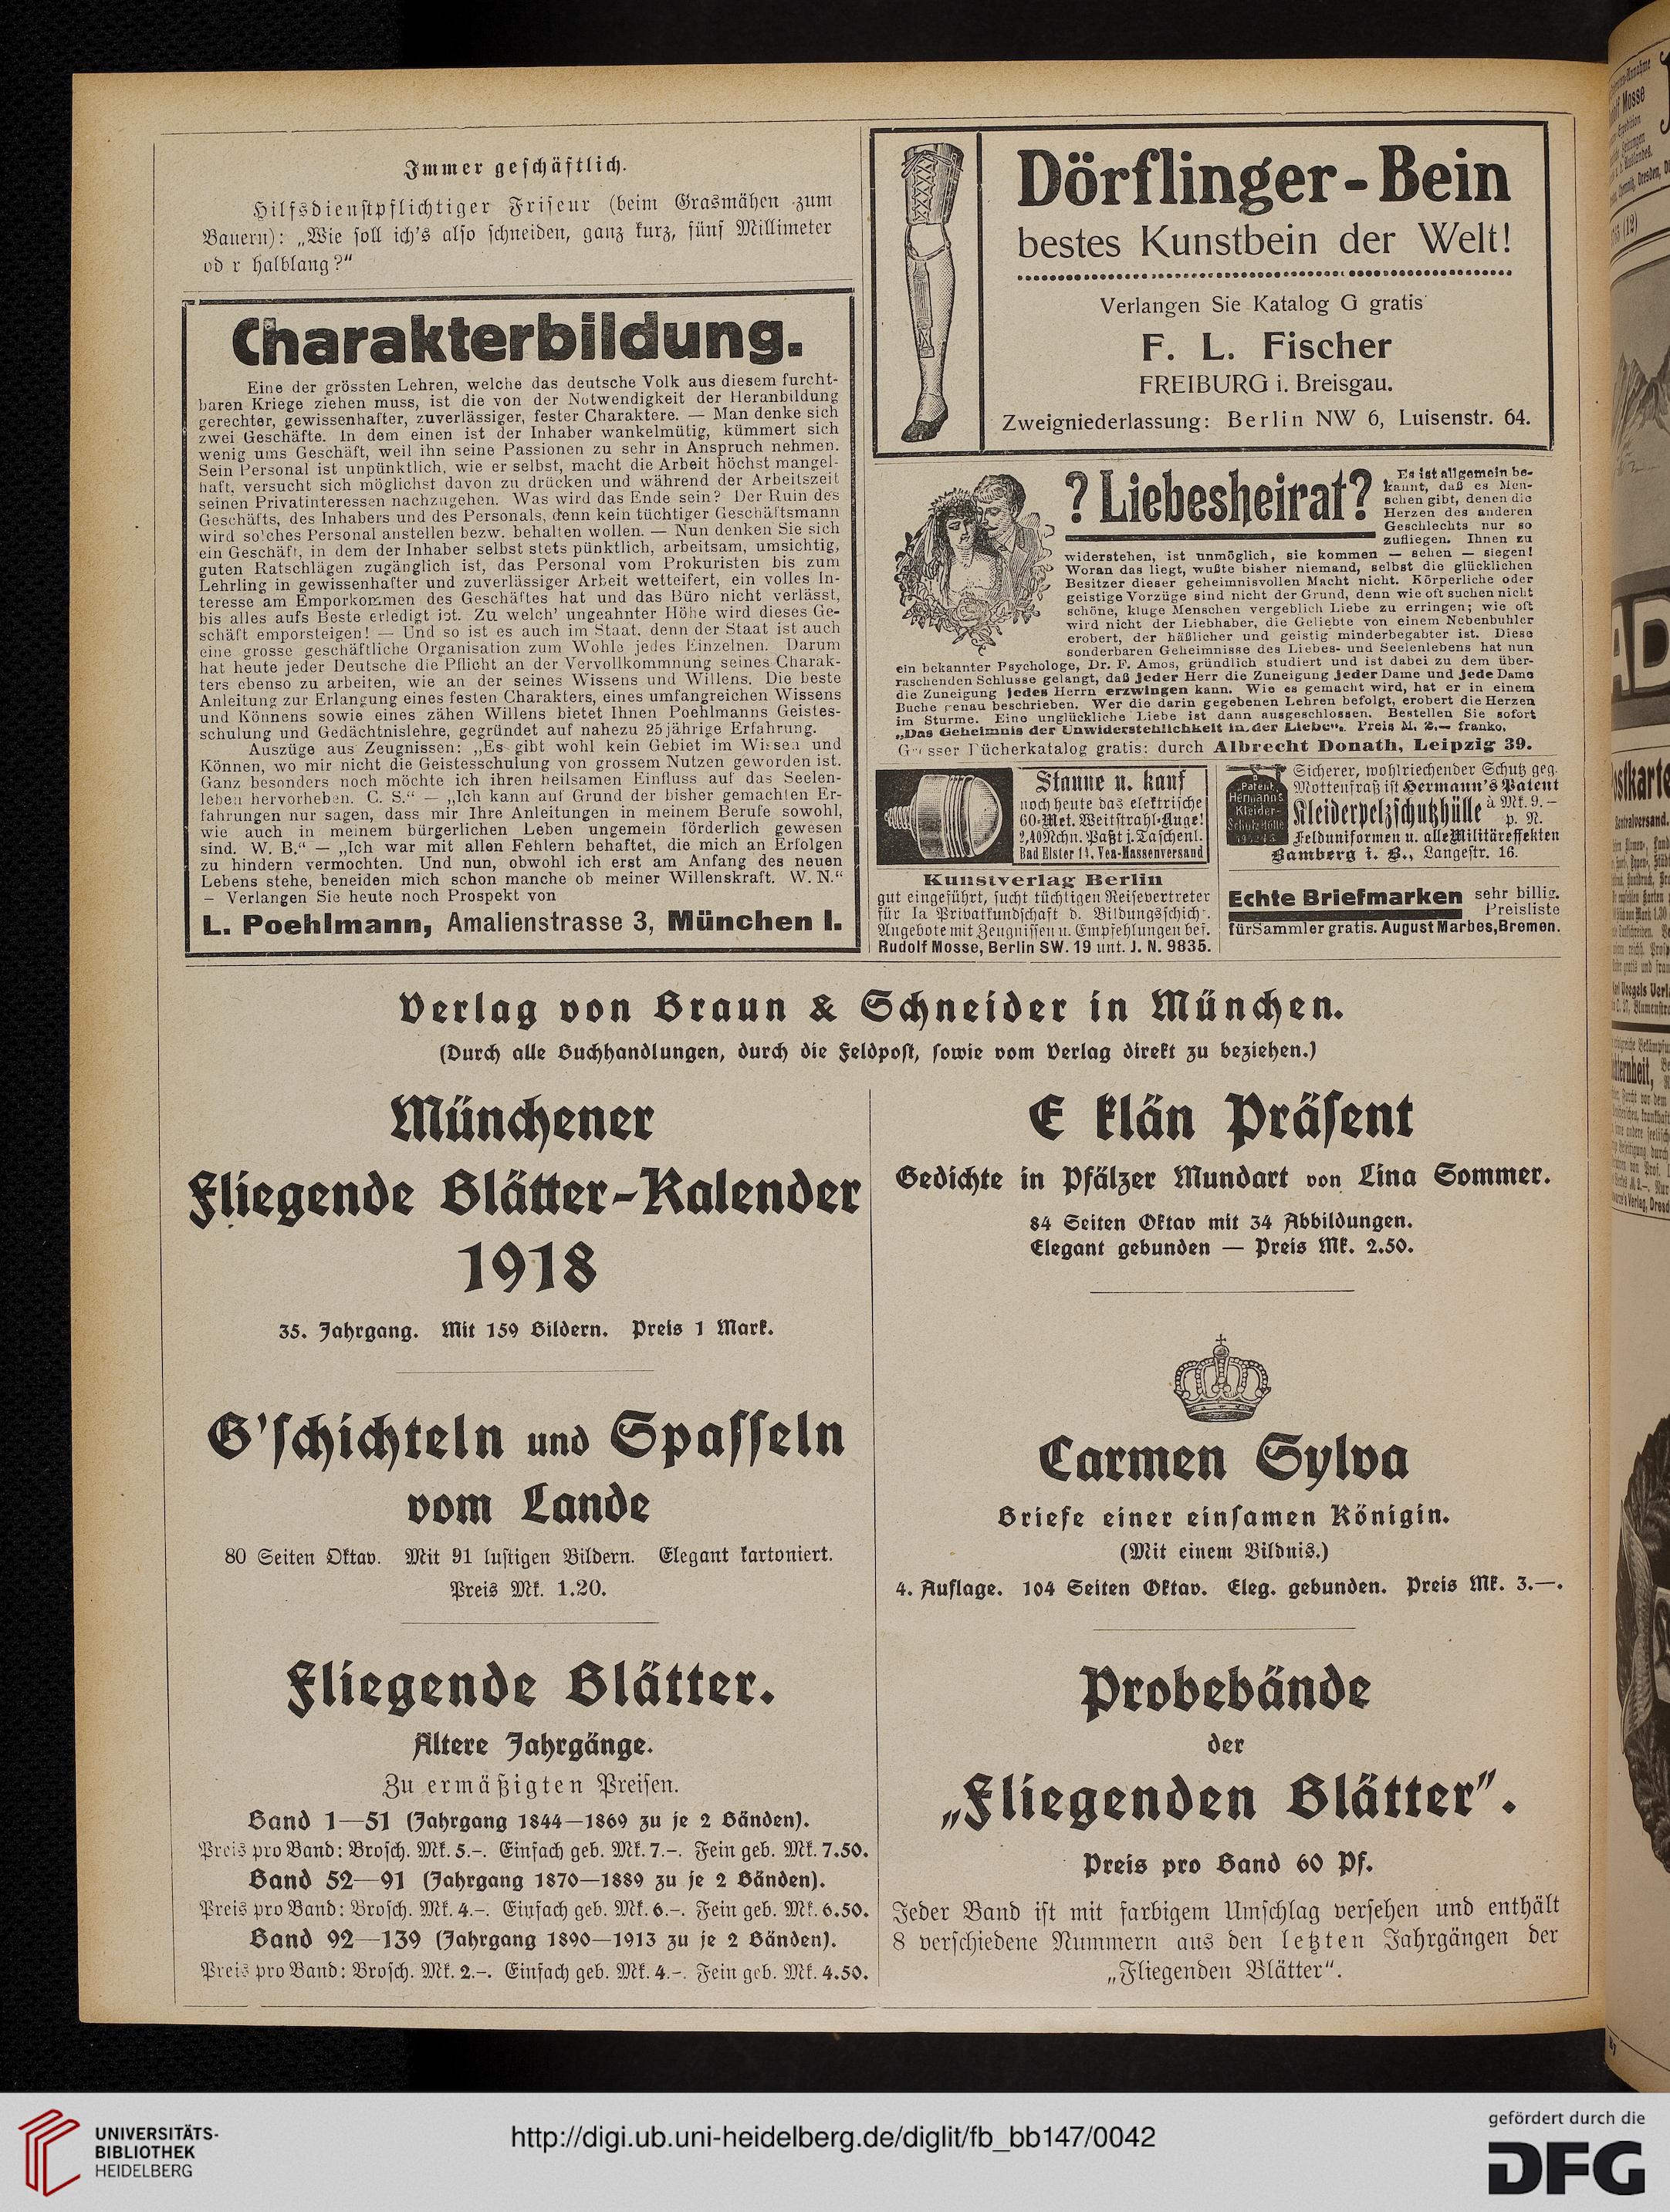 Immer geschäftlich.
Hilfsdienstpflichtiger Friseur (beim Grasmähen zum
Bauern): „Wie soll ich's also schneiden, ganz kurz, fünf Millimeter
od r halblang?"
Charakterbildung.
Eine der grössten Lehren, welche das deutsche Volk aus diesem furcht-
baren Kriege ziehen muss, ist die von der Notwendigkeit der Heranbildung
gerechter, gewissenhafter, zuverlässiger, fester Charaktere. — Man denke sich
zwei Geschäfte. In dem einen ist der Inhaber wankelmütig, kümmert sich
wenig ums Geschäft, weil ihn seine Passionen zu sehr in Anspruch nehmen.
Sein Personal ist unpünktlich, wie er selbst, macht die Arbeit höchst mangel-
haft, versucht sich möglichst davon zu drücken und während der Arbeitszeit
seinen Privatinteressen nachzugehen. Was wird das Ende sein? Der Ruin des
Geschäfts, des Inhabers und des Personals, denn kein tüchtiger Geschäftsmann
wird solches Personal anstellen bezw. behalten wollen. — Nun denken Sie sich
ein Geschäft, in dem der Inhaber selbst stets pünktlich, arbeitsam, umsichtig,
guten Ratschlägen zugänglich ist, das Personal vom Prokuristen bis zum
Lehrling in gewissenhafter und zuverlässiger Arbeit wetteifert, ein volles In-
teresse am Emporkommen des Geschäftes hat und das Büro nicht verlässt,
bis alles aufs Beste erledigt ist. Zu welch' ungeahnter Höhe wird dieses Ge-
schäft emporsteigen! — Und so ist es auch im Staat, denn der Staat ist auch
eine grosse geschäftliche Organisation zum Wohle jedes Einzelnen. Darum
hat heute jeder Deutsche die Pflicht an der Vervollkommnung seines Charak-
ters ebenso zu arbeiten, wie an der seines Wissens und Willens. Die beste
Anleitung zur Erlangung eines festen Charakters, eines umfangreichen Wissens
und Könnens sowie eines zähen Willens bietet Ihnen Poehlmanns Geistes-
schulung und Gedächtnislehre, gegründet auf nahezu 25jährige Erfahrung.
Auszüge aus Zeugnissen: „Es gibt wohl kein Gebiet im Wissen und
Können, wo mir nicht die Geistesschulung von grossem Nutzen geworden ist.
Ganz besonders noch möchte ich ihren heilsamen Einfluss auf das Seelen-
leben hervorheben. C. S." — „Ich kann auf Grund der bisher gemachten Er-
fahrungen nur sagen, dass mir Ihre Anleitungen in meinem Berufe sowohl,
wie auch in meinem bürgerlichen Leben ungemein förderlich gewesen
sind. W. B." — „Ich war mit allen Fehlern behaftet, die mich an Erfolgen
zu hindern vermochten. Und nun, obwohl ich erst am Anfang des neuen
Lebens stehe, beneiden mich schon manche ob meiner Willenskraft. W. N."
– Verlangen Sie heute noch Prospekt von
L. Poehlmann, Amalienstrasse 3, München I.
Dörflinger-Bein
bestes Kunstbein der Welt!
Verlangen Sie Katalog G gratis
F. L. Fischer
FREIBURG i. Breisgau.
Zweigniederlassung: Berlin NW 6, Luisenstr. 64.
? Liebesheirat?
Es ist allgemein be-
kannt, daß es Men-
schen gibt, denen die
Herzen des anderen
Geschlechts nur so
zufliegen. Ihnen zu
widerstehen, ist unmöglich, sie kommen — sehen — siegen!
Woran das liegt, wußte bisher niemand, selbst die glücklichen
Besitzer dieser geheimnisvollen Macht nicht. Körperliche oder
geistige Vorzüge sind nicht der Grund, denn wie oft suchen nicht
schöne, kluge Menschen vergeblich Liebe zu erringen; wie oft
wird nicht der Liebhaber, die Geliebte von einem Nebenbuhler
erobert, der häßlicher und geistig minderbegabter ist. Diese
sonderbaren Geheimnisse des Liebes- und Seelenlebens hat nun
ein bekannter Psychologe, Dr. F. Amos, gründlich studiert und ist dabei zu dem über-
raschenden Schlusse gelangt, daß jeder Herr die Zuneigung jeder Dame und jede Dame
die Zuneigung jedes Herrn erzwingen kann. Wie es gemacht wird, hat er in einem
Buche genau beschrieben. Wer die darin gegebenen Lehren befolgt, erobert die Herzen
im Sturme. Eine unglückliche Liebe ist dann ausgeschlossen. Bestellen Sie sofort
„Das Geheimnis der Unwiderstehlichkeit in der Liebe". Preis M. 2.— franko.
Grosser Bücherkatalog gratis: durch Albrecht Donath, Leipzig 39.
Staune u. kauf
noch heute das elektrische
60-Met. Weitstrahl-Auge!
2,40 Nchn. Paßt j. Taschenl.
Bad Elster 14, Vea-Massenversand
Patent.
Hermanns
Kleider-
Schutzhülle
Sicherer, wohlriechender Schutz geg.
Mottenfraß ist Hermann's Patent
Kleiderpelzschutzhülle à Mk. 9.— p. N.
Felduniformen u. alle Militäreffekten
Bamberg i. B., Langestr. 16.
Kunstverlag Berlin
gut eingeführt, sucht tüchtigen Reisevertreter
für Ia Privatkundschaft d. Bildungsschich.
Angebote mit Zeugnissen u. Empfehlungen bef.
Rudolf Mosse, Berlin SW. 19 unt. J. N. 9835.
Echte Briefmarken sehr billig.
Preisliste
für Sammler gratis. August Marbes, Bremen.
Verlag von Braun & Schneider in München.
(Durch alle Buchhandlungen, durch die Feldpost, sowie vom Verlag direkt zu beziehen.)
Münchener
Fliegende Blätter-Kalender
1918
35. Jahrgang. Mit 159 Bildern. Preis 1 Mark.
G'schichteln und Spasseln
vom Lande
80 Seiten Oktav. Mit 91 lustigen Bildern. Elegant kartoniert.
Preis Mk. 1.20.
Fliegende Blätter.
Ältere Jahrgänge.
Zu ermäßigten Preisen.
Band 1—51 (Jahrgang 1844—1869 zu je 2 Bänden).
Preis pro Band: Brosch. Mk. 5.–. Einfach geb. Mk. 7.–. Fein geb. Mk. 7.50.
Band 52—91 (Jahrgang 1870—1889 zu je 2 Bänden).
Preis pro Band: Brosch. Mk. 4.–. Einfach geb. Mk. 6.–. Fein geb. Mk. 6.50.
Band 92—139 (Jahrgang 1890—1913 zu je 2 Bänden).
Preis pro Band: Brosch. Mk. 2.–. Einfach geb. Mk. 4.–. Fein geb. Mk. 4.50.
E klän Präsent
Gedichte in Pfälzer Mundart von Lina Sommer.
84 Seiten Oktav mit 34 Abbildungen.
Elegant gebunden — Preis Mk. 2.50.
Carmen Sylva
Briefe einer einsamen Königin.
(Mit einem Bildnis.)
4. Auflage. 104 Seiten Oktav. Eleg. gebunden. Preis Mk. 3.—.
Probebände
der
„Fliegenden Blätter".
Preis pro Band 60 Pf.
Jeder Band ist mit farbigem Umschlag versehen und enthält
8 verschiedene Nummern aus den letzten Jahrgängen der
„Fliegenden Blätter".
UNIVERSITÄTS-
BIBLIOTHEK
HEIDELBERG
http://digi.ub.uni-heidelberg.de/diglit/fb_bb147/0042
gefördert durch die
DFG